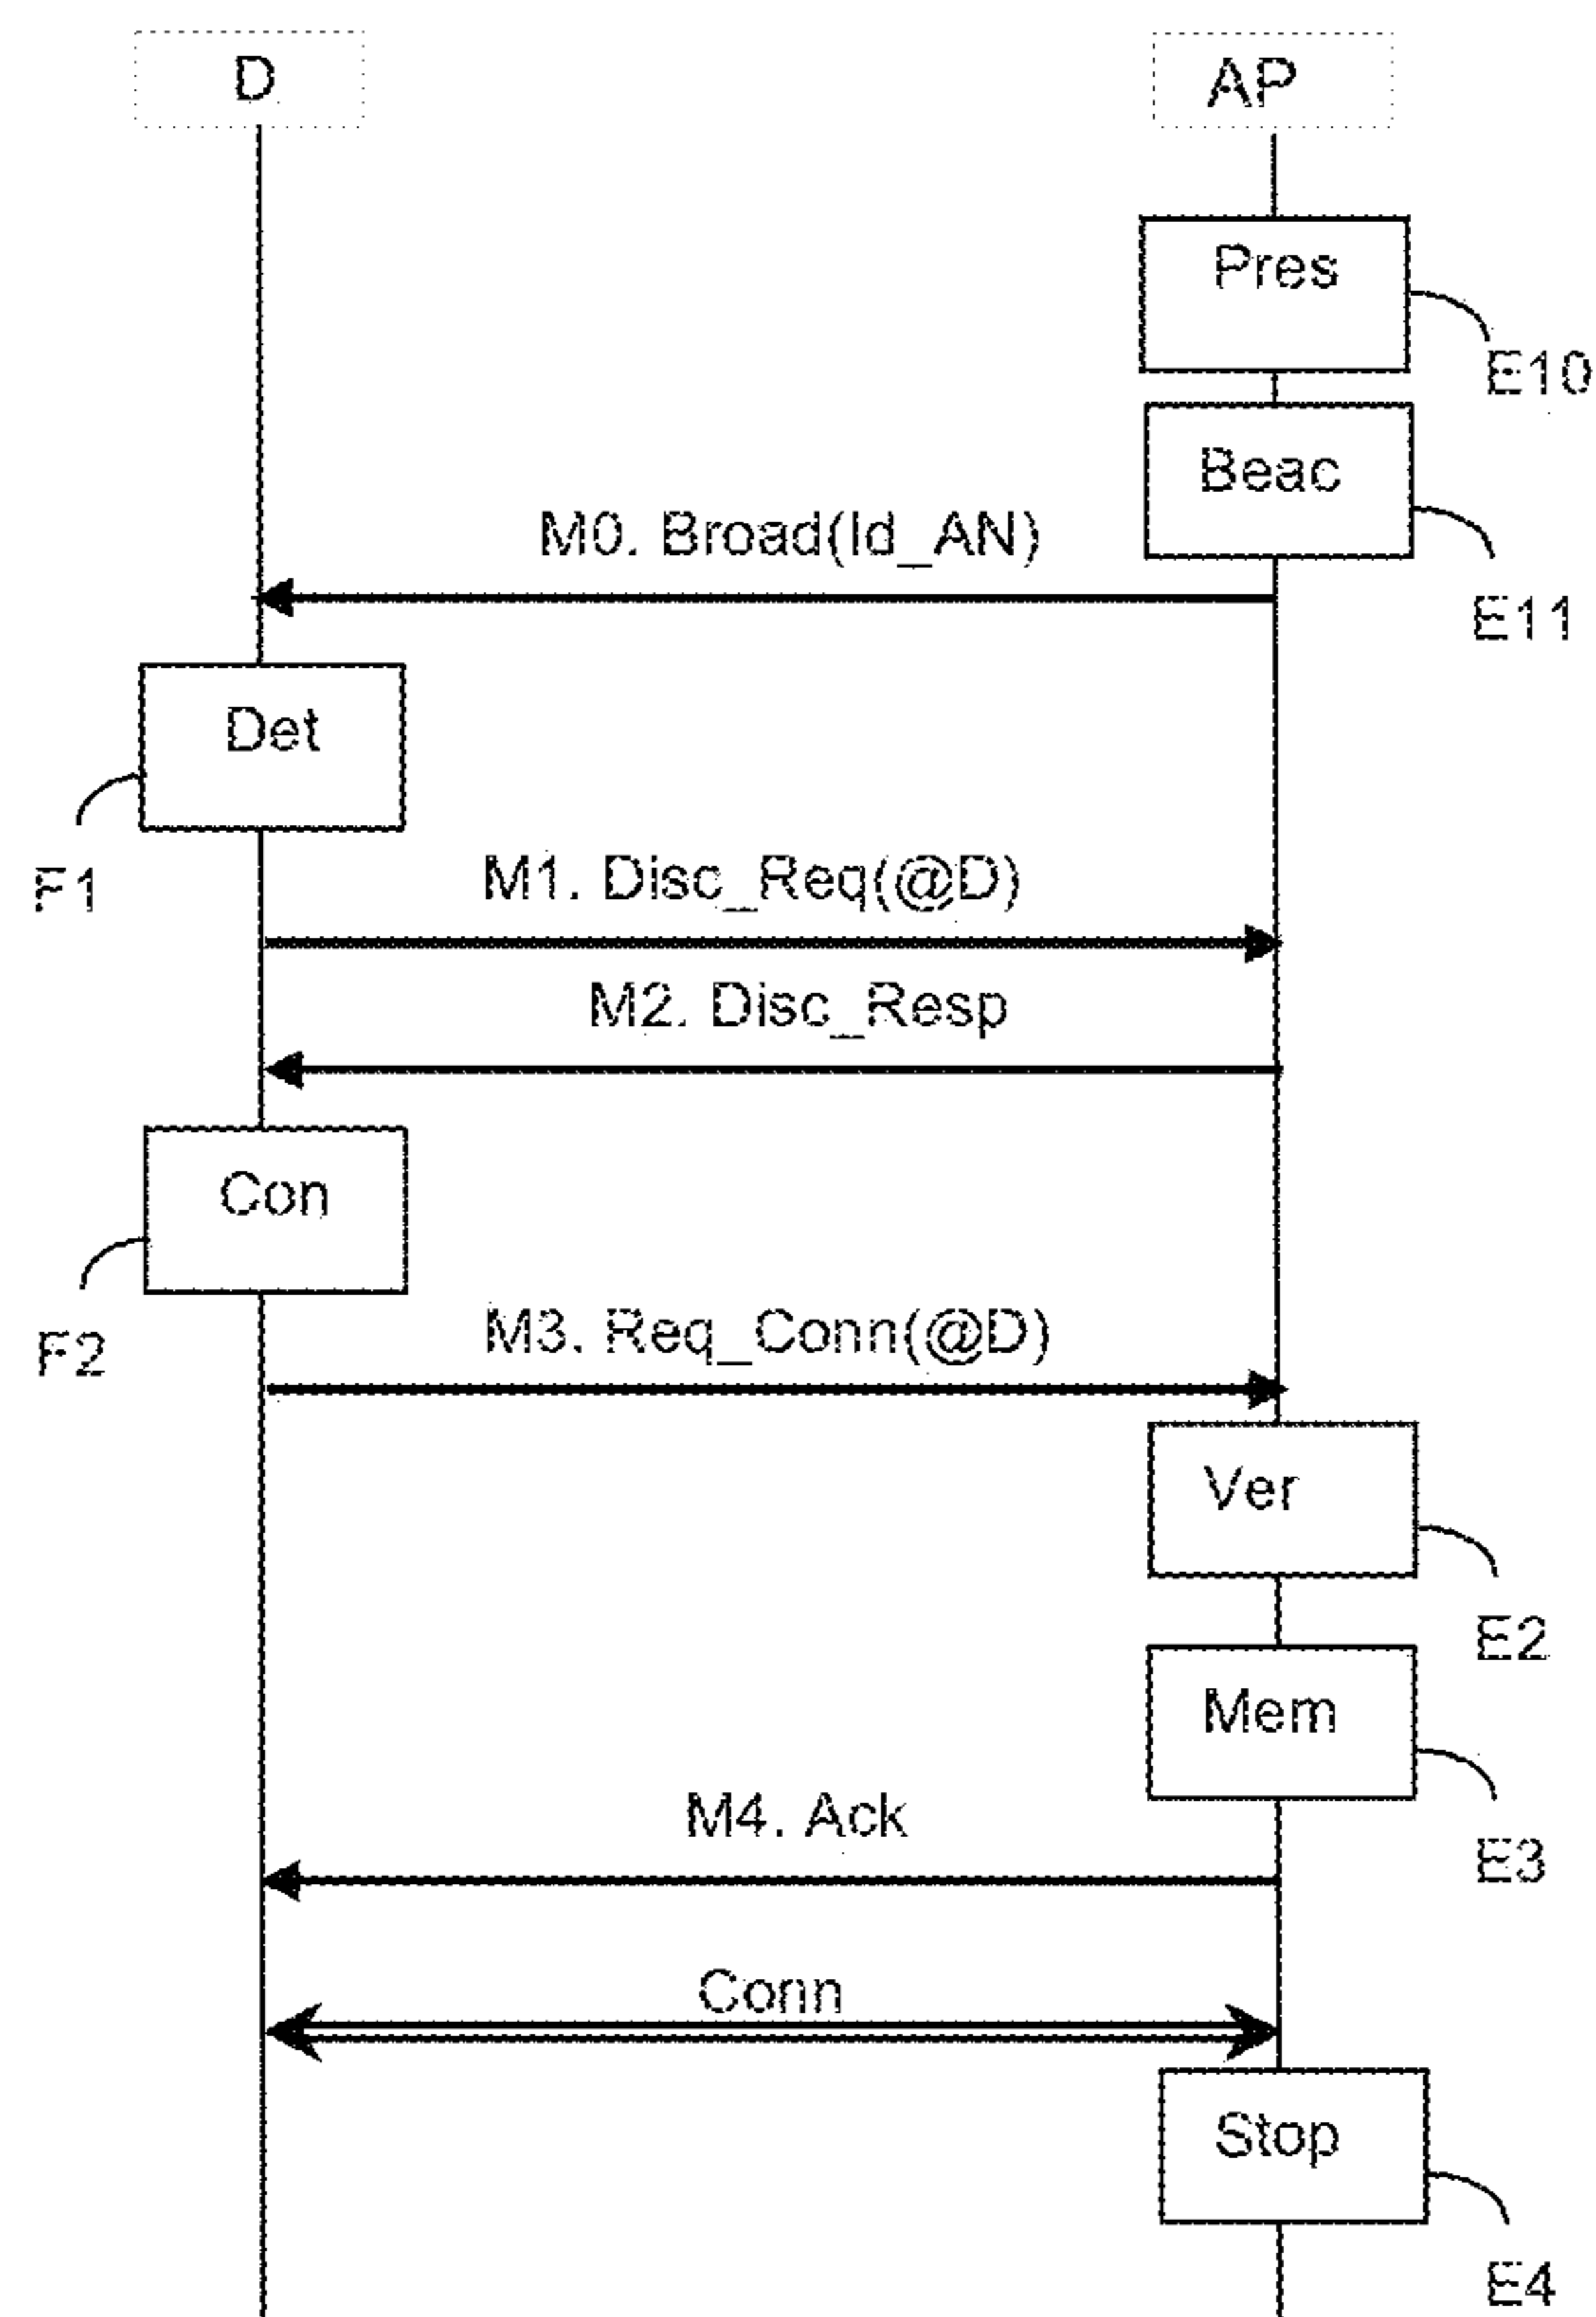 D
AP
Pres
E10
Beac
M0. Broad(Id_AN)
E11
Det
F1
M1. Disc_Req(@D)
M2. Disc_Resp
Con
F2
M3. Req_Conn(@D)
Ver
E2
Mem
M4. Ack
E3
Conn
Stop
E4